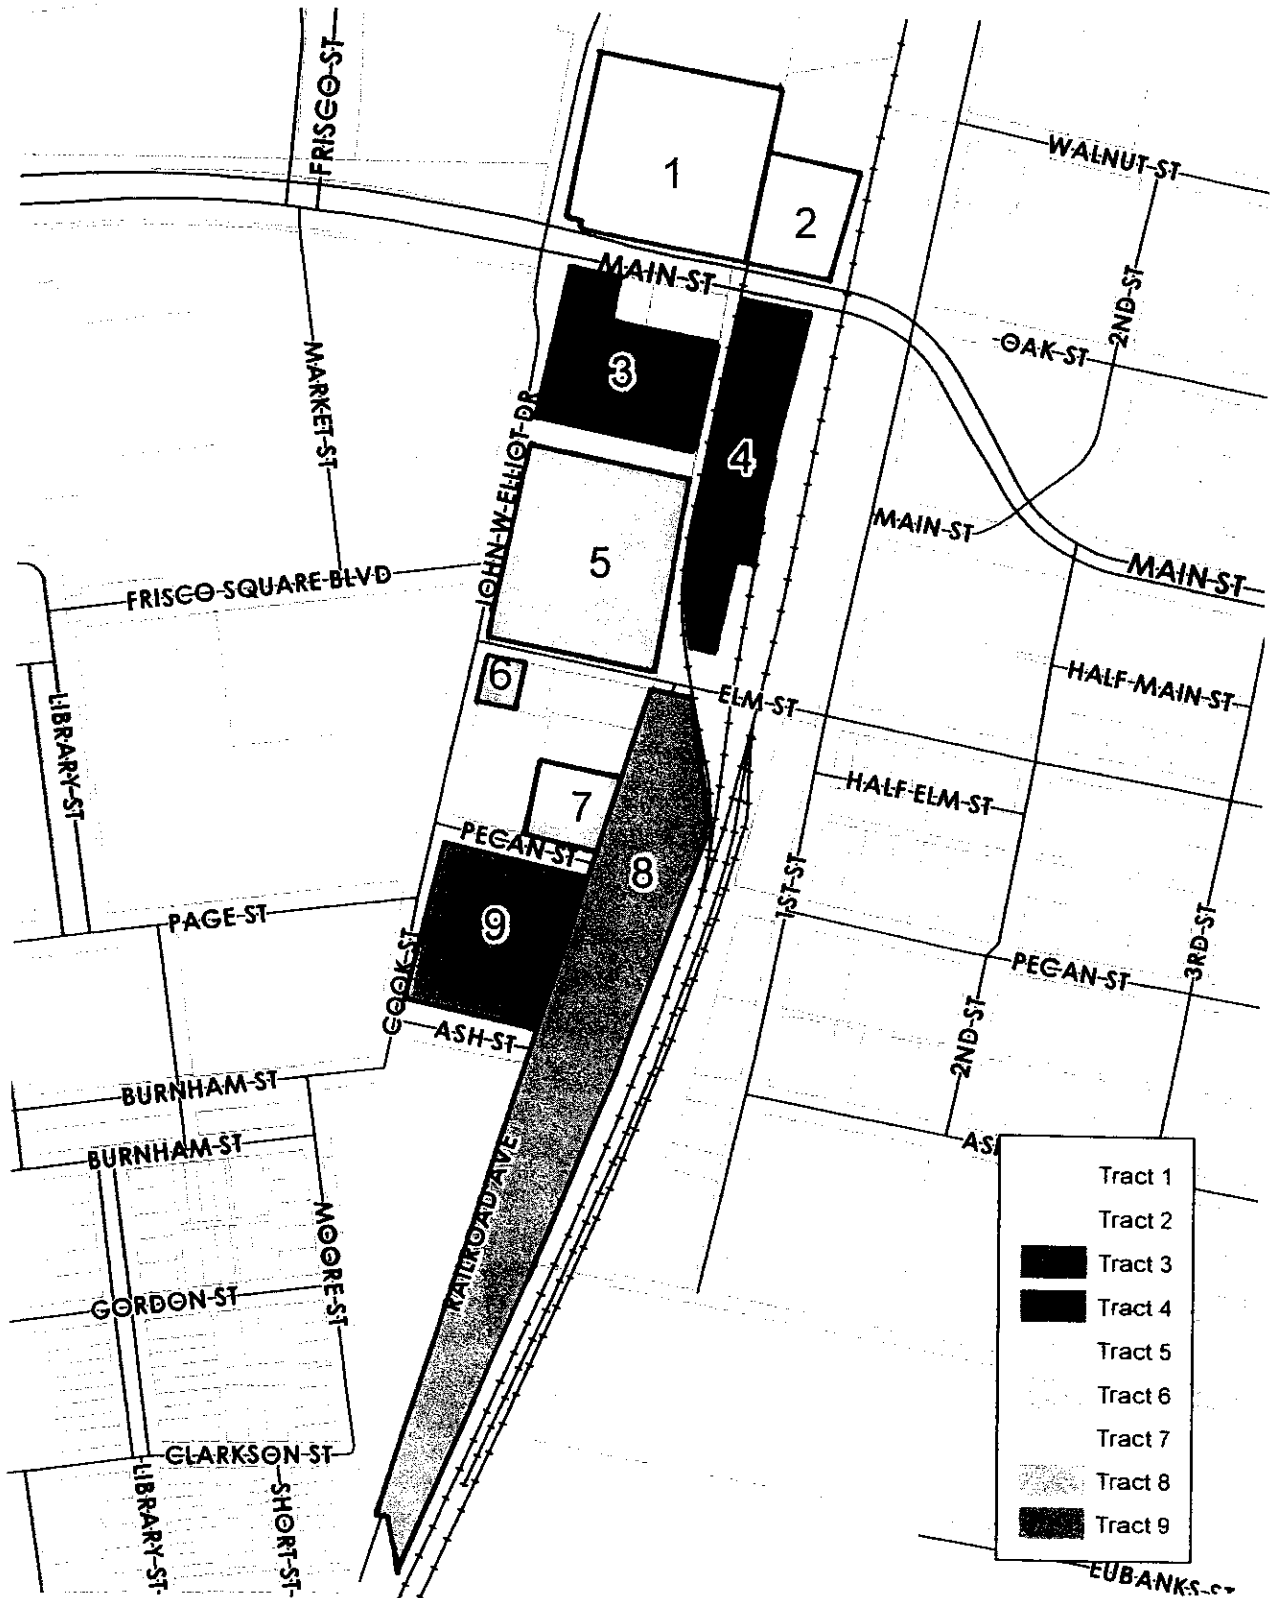 FRISCO ST
WALNUT ST
1
2
2ND ST
MAIN ST
OAK ST
3
MARKET ST
JOHN W ELLIOT DR
4
MAIN ST
MAIN ST
5
FRISCO SQUARE BLVD
6
ELM ST
HALF MAIN ST
LIBRARY ST
HALF ELM ST
7
PECAN ST
8
1ST ST
9
PAGE ST
3RD ST
PECAN ST
COOK ST
2ND ST
ASH ST
BURNHAM ST
BURNHAM ST
RAILROAD AVE
MOORE ST
GORDON ST
CLARKSON ST
LIBRARY ST
SHORT ST
Tract 1
Tract 2
Tract 3
Tract 4
Tract 5
Tract 6
Tract 7
Tract 8
Tract 9
EUBANKS ST